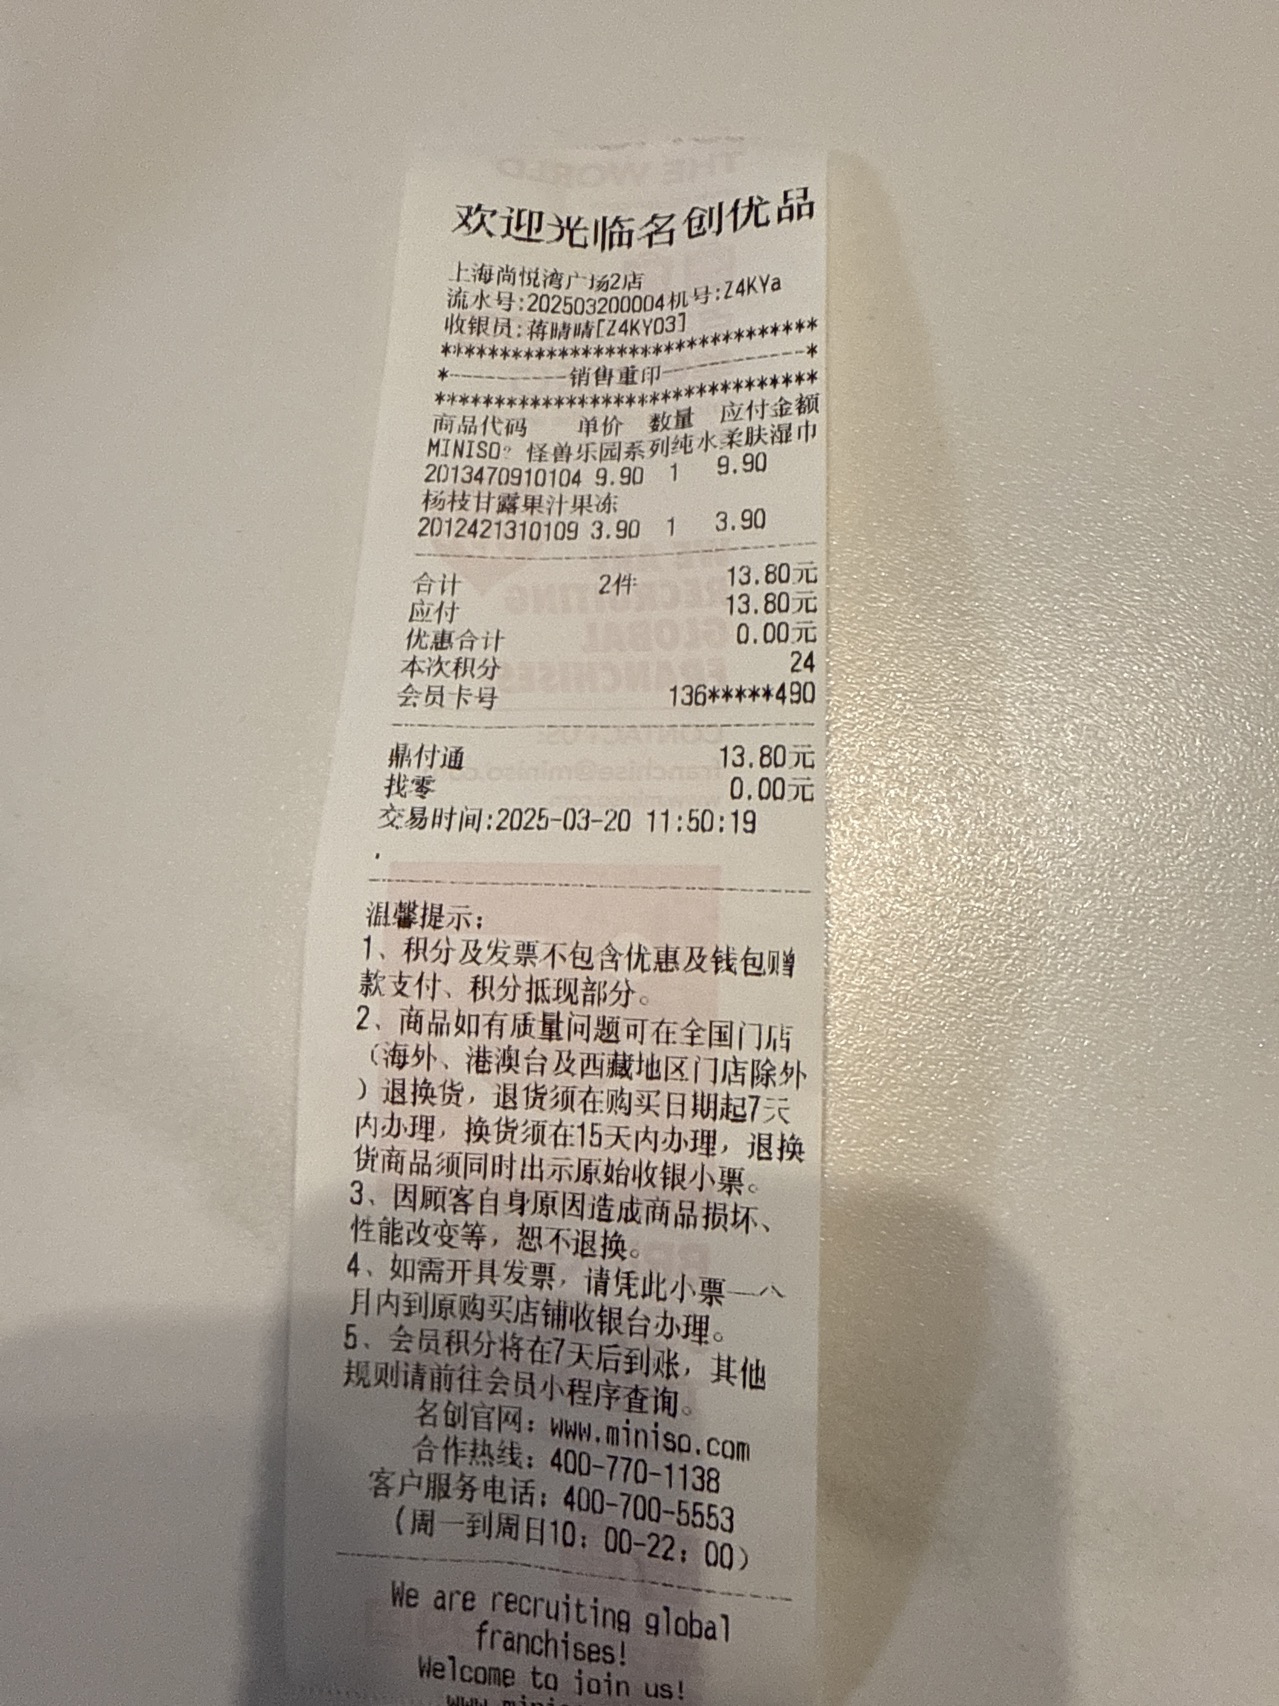 欢迎光临名创优品
上海尚悦湾广场2店
流水号:202503200004机号:Z4KYa
收银员:蒋晴晴[Z4KY03]
*********************************
*-----------销售重印-------------*
*********************************
商品代码 单价 数量 应付金额
MINISO? 怪兽乐园系列纯水柔肤湿巾
2013470910104 9.90 1 9.90
杨枝甘露果汁果冻
2012421310109 3.90 1 3.90
合计 2件 13.80元
应付 13.80元
优惠合计 0.00元
本次积分 24
会员卡号 136*****490
鼎付通 13.80元
找零 0.00元
交易时间:2025-03-20 11:50:19
.
温馨提示:
1、积分及发票不包含优惠及钱包赠
款支付、积分抵现部分。
2、商品如有质量问题可在全国门店
（海外、港澳台及西藏地区门店除外
）退换货，退货须在购买日期起7天
内办理，换货须在15天内办理，退换
货商品须同时出示原始收银小票。
3、因顾客自身原因造成商品损坏、
性能改变等，恕不退换。
4、如需开具发票，请凭此小票一个
月内到原购买店铺收银台办理。
5、会员积分将在7天后到账，其他
规则请前往会员小程序查询。
名创官网：www.miniso.com
合作热线：400-770-1138
客户服务电话：400-700-5553
（周一到周日10：00-22：00）
We are recruiting global
franchises!
Welcome to join us!